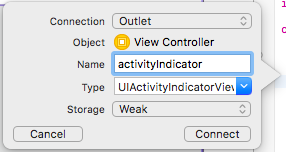 Connection Outlet
Object View Controller
Name activityIndicator
Type UIActivityIndicatorView
Storage Weak
Cancel Connect